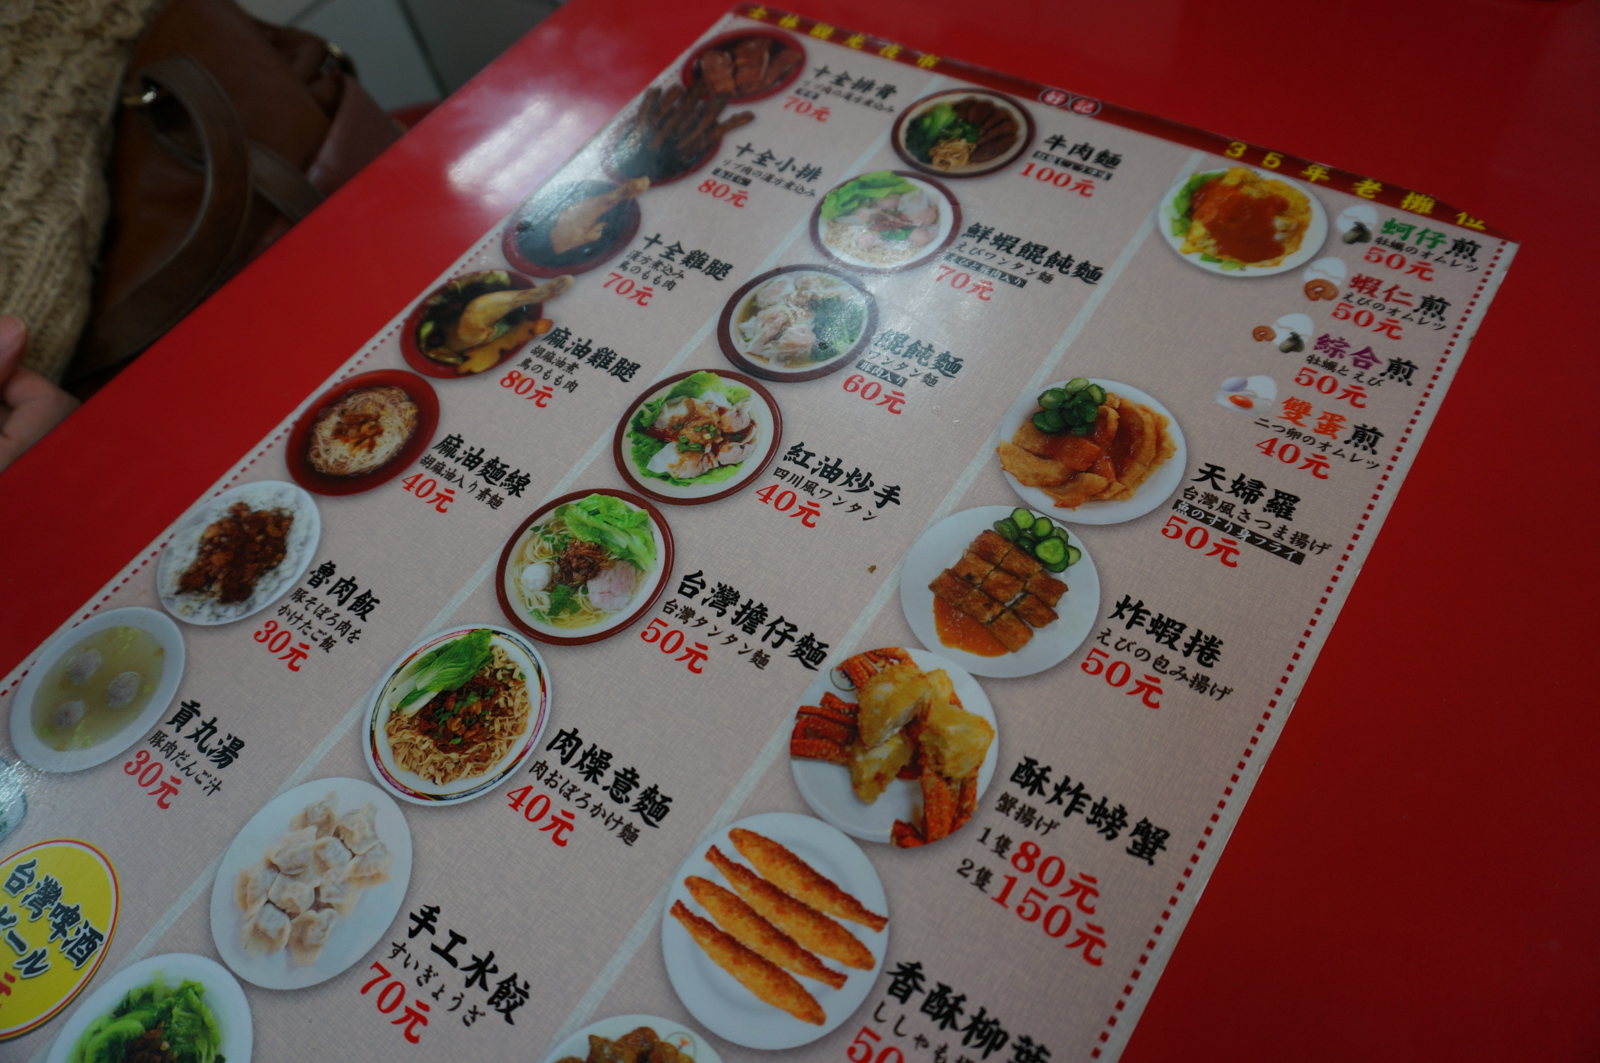 士林觀光夜市
好記
35年老攤位
十全排骨
70元
十全小排
リブ肉の漢方煮込み
80元
十全雞腿
漢方煮込み
鳥のもも肉
70元
麻油雞腿
胡麻油煮
鳥のもも肉
80元
麻油麵線
胡麻油入り素麺
40元
魯肉飯
豚そぼろ肉を
かけたご飯
30元
貢丸湯
豚肉だんご汁
30元
台灣啤酒
ビール
牛肉麵
100元
鮮蝦餛飩麵
えびワンタン麺
70元
餛飩麵
ワンタン麺
豚肉入り
60元
紅油炒手
四川風ワンタン
40元
台灣擔仔麵
台湾タンタン麺
50元
肉燥意麵
肉おぼろかけ麺
40元
手工水餃
すいぎょうざ
70元
蚵仔煎
牡蠣のオムレツ
50元
蝦仁煎
えびのオムレツ
50元
綜合煎
牡蠣とえび
50元
雙蛋煎
二つ卵のオムレツ
40元
天婦羅
台灣風さつま揚げ
魚のすり身フライ
50元
炸蝦捲
えびの包み揚げ
50元
酥炸螃蟹
蟹揚げ
1隻80元
2隻150元
香酥柳葉
ししゃも
50